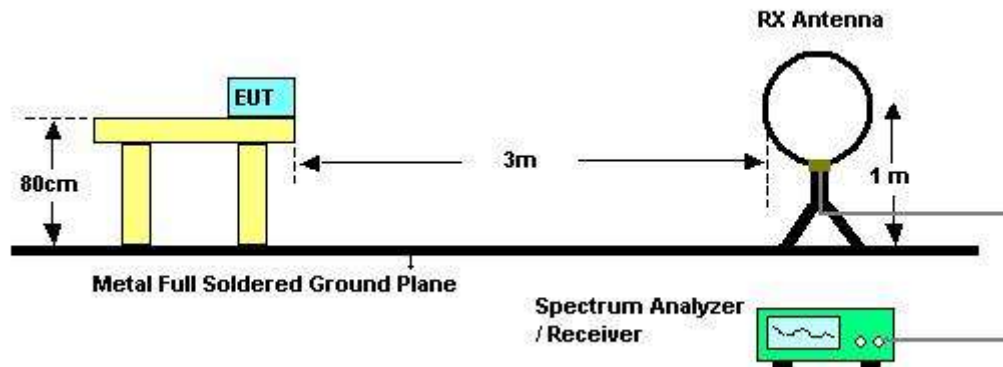 RX Antenna
EUT
3m
80cm
1 m
Metal Full Soldered Ground Plane
Spectrum Analyzer
/ Receiver